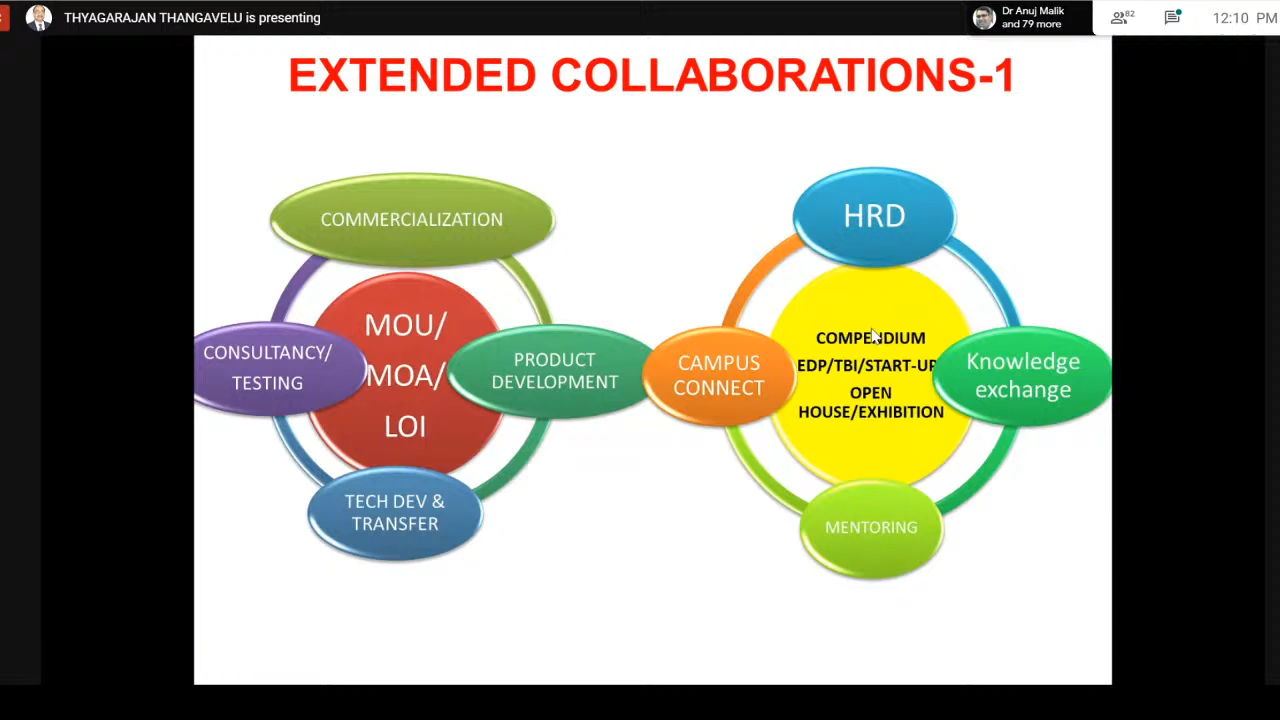 THYAGARAJAN THANGAVELU is presenting
Dr Anuj Malik
and 79 more
82
12:10 PM
EXTENDED COLLABORATIONS-1
COMMERCIALIZATION
CONSULTANCY/
TESTING
MOU/
MOA/
LOI
PRODUCT
DEVELOPMENT
TECH DEV &
TRANSFER
HRD
CAMPUS
CONNECT
COMPENDIUM
EDP/TBI/START-UP
OPEN
HOUSE/EXHIBITION
Knowledge
exchange
MENTORING